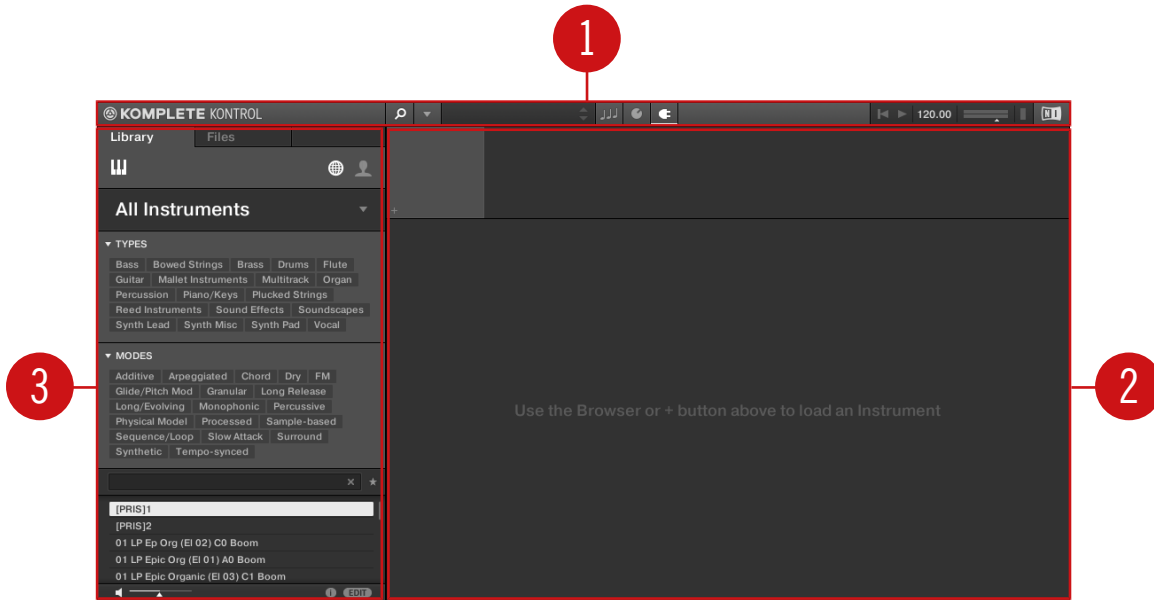 1
KOMPLETE KONTROL
120.00
NI
Library Files
All Instruments
TYPES
Bass Bowed Strings Brass Drums Flute
Guitar Mallet Instruments Multitrack Organ
Percussion Piano/Keys Plucked Strings
Reed Instruments Sound Effects Soundscapes
Synth Lead Synth Misc Synth Pad Vocal
MODES
Additive Arpeggiated Chord Dry FM
Glide/Pitch Mod Granular Long Release
Long/Evolving Monophonic Percussive
Physical Model Processed Sample-based
Sequence/Loop Slow Attack Surround
Synthetic Tempo-synced
[PRIS]1
[PRIS]2
01 LP Ep Org (El 02) C0 Boom
01 LP Epic Org (El 01) A0 Boom
01 LP Epic Organic (El 03) C1 Boom
EDIT
3
+
Use the Browser or + button above to load an Instrument
2